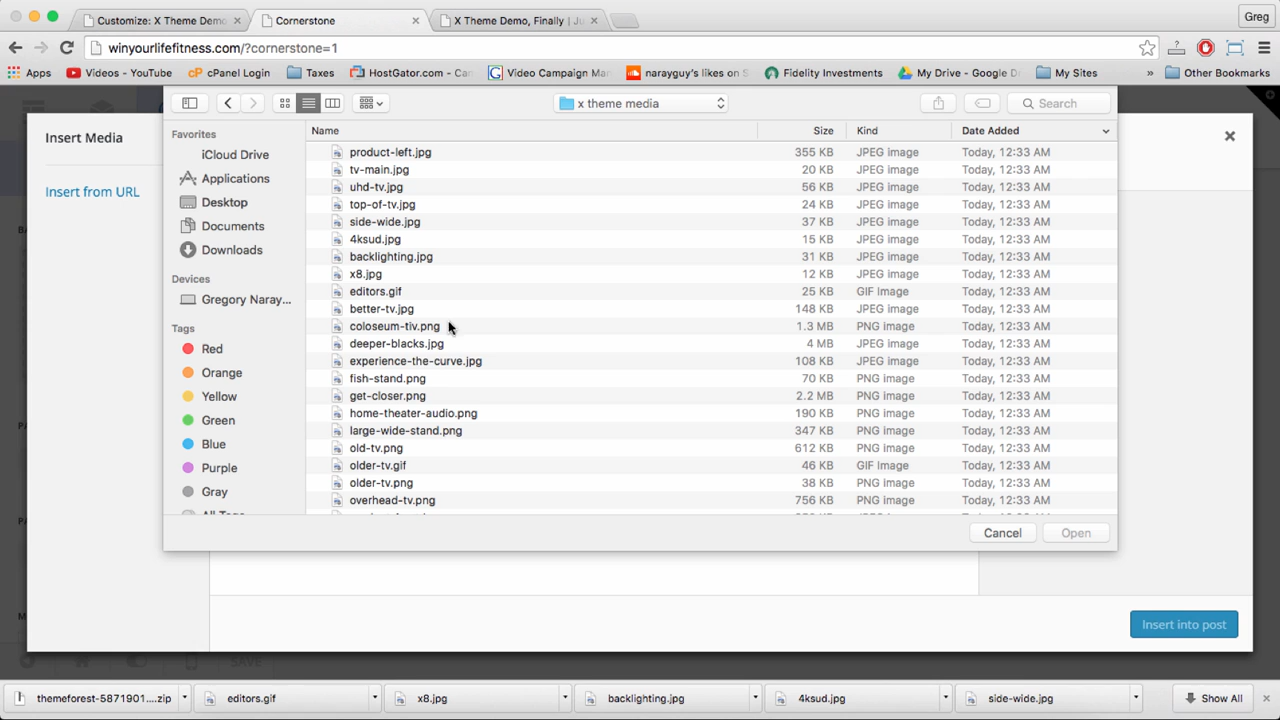 Customize: X Theme Demo
Cornerstone
X Theme Demo, Finally | Ju
Greg
winyourlifefitness.com/?cornerstone=1
Apps
Videos - YouTube
cPanel Login
Taxes
HostGator.com - Can
Video Campaign Man
narayguy's likes on S
Fidelity Investments
My Drive - Google D
My Sites
»
Other Bookmarks
x theme media
Search
Insert Media
Insert from URL
Favorites
iCloud Drive
Applications
Desktop
Documents
Downloads
Devices
Gregory Naray...
Tags
Red
Orange
Yellow
Green
Blue
Purple
Gray
All Tags
Name Size Kind Date Added
product-left.jpg 355 KB JPEG image Today, 12:33 AM
tv-main.jpg 20 KB JPEG image Today, 12:33 AM
uhd-tv.jpg 56 KB JPEG image Today, 12:33 AM
top-of-tv.jpg 24 KB JPEG image Today, 12:33 AM
side-wide.jpg 37 KB JPEG image Today, 12:33 AM
4ksud.jpg 15 KB JPEG image Today, 12:33 AM
backlighting.jpg 31 KB JPEG image Today, 12:33 AM
x8.jpg 12 KB JPEG image Today, 12:33 AM
editors.gif 25 KB GIF Image Today, 12:33 AM
better-tv.jpg 148 KB JPEG image Today, 12:33 AM
coloseum-tiv.png 1.3 MB PNG image Today, 12:33 AM
deeper-blacks.jpg 4 MB JPEG image Today, 12:33 AM
experience-the-curve.jpg 108 KB JPEG image Today, 12:33 AM
fish-stand.png 70 KB PNG image Today, 12:33 AM
get-closer.png 2.2 MB PNG image Today, 12:33 AM
home-theater-audio.png 190 KB PNG image Today, 12:33 AM
large-wide-stand.png 347 KB PNG image Today, 12:33 AM
old-tv.png 612 KB PNG image Today, 12:33 AM
older-tv.gif 46 KB GIF Image Today, 12:33 AM
older-tv.png 38 KB PNG image Today, 12:33 AM
overhead-tv.png 756 KB PNG image Today, 12:33 AM
Cancel
Open
Insert into post
SAVE
themeforest-5871901....zip
editors.gif
x8.jpg
backlighting.jpg
4ksud.jpg
side-wide.jpg
Show All